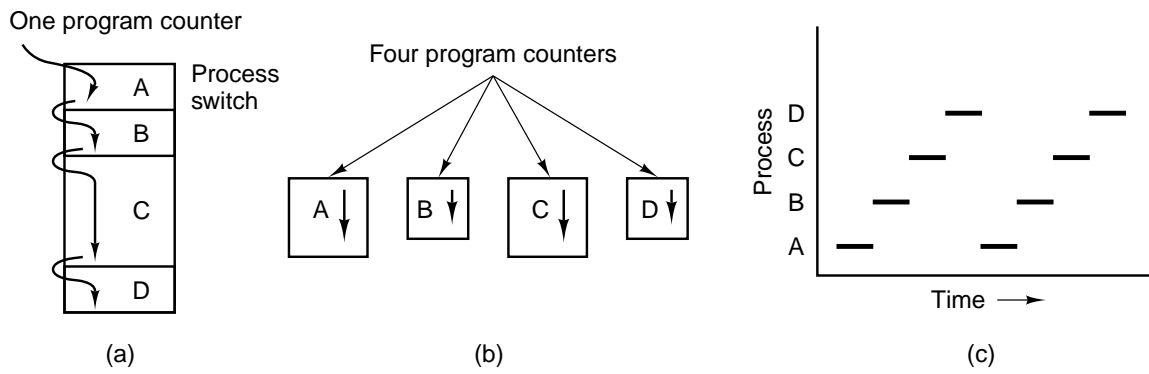 One program counter
Process
switch
A
B
C
D
(a)
Four program counters
A
B
C
D
(b)
Process
D
C
B
A
Time
(c)